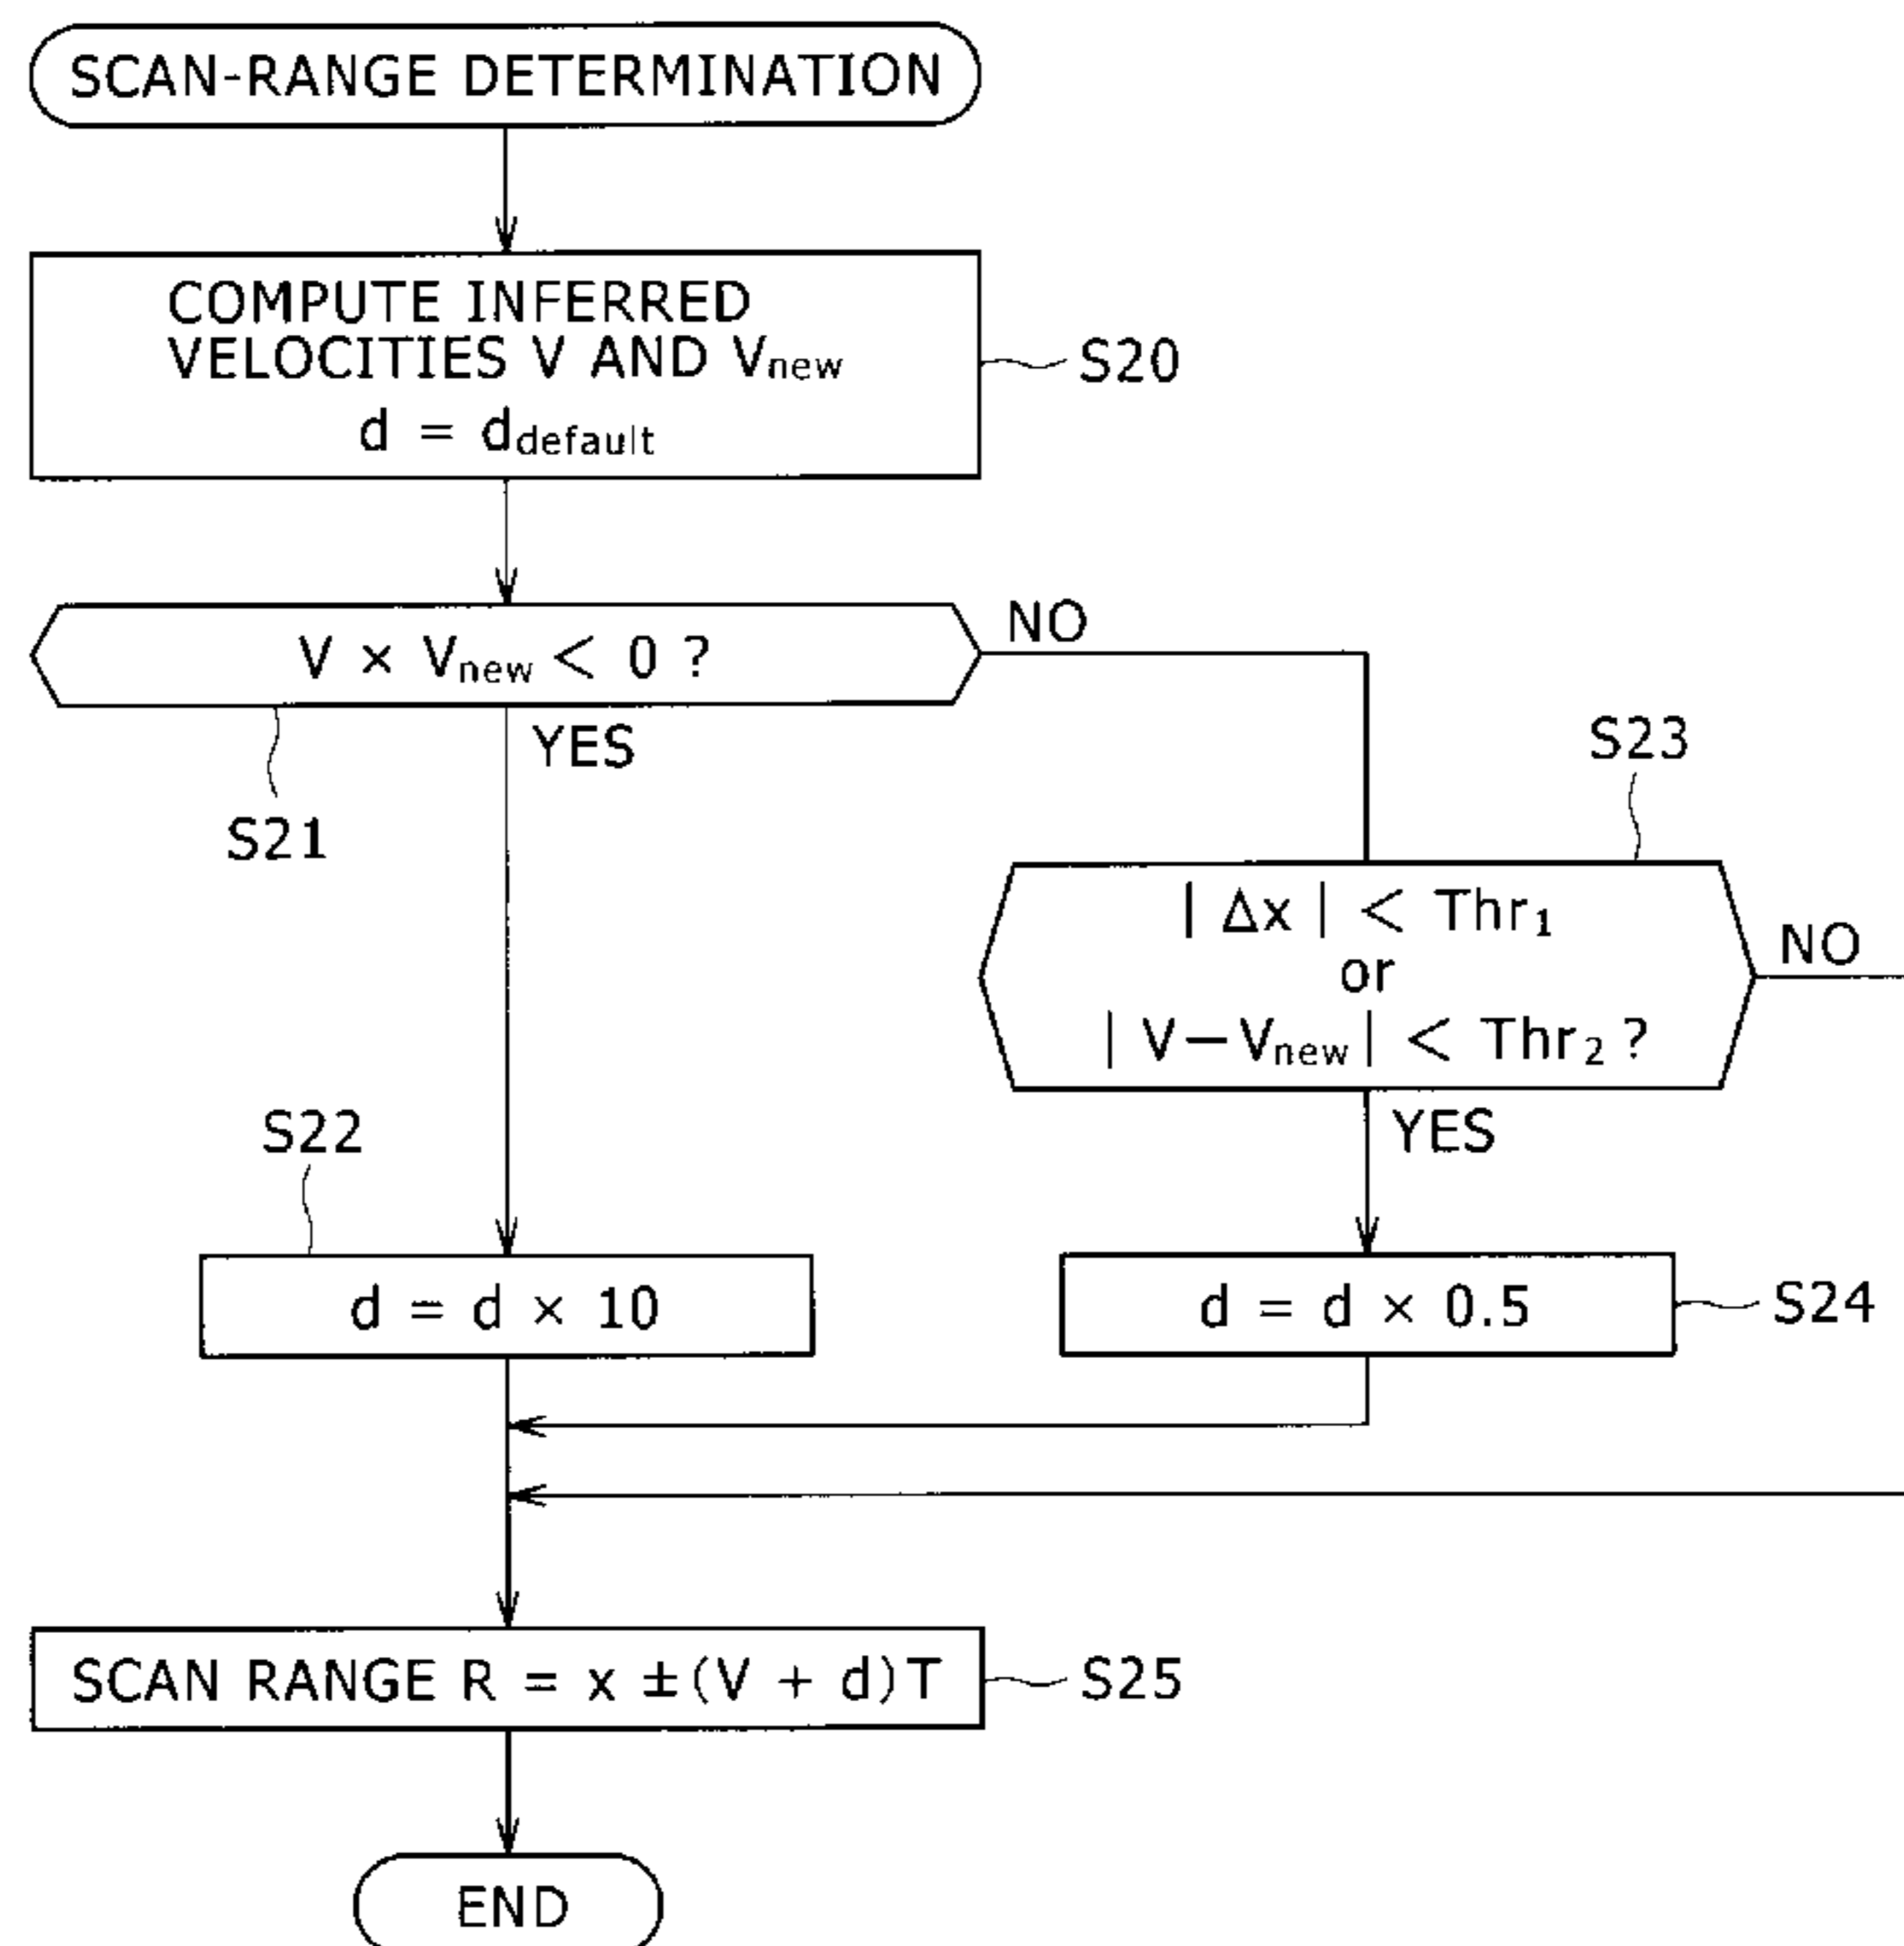 SCAN-RANGE DETERMINATION
COMPUTE INFERRED
VELOCITIES V AND Vnew
d = ddefault
S20
V × Vnew < 0 ?
NO
YES
S21
S23
| Δx | < Thr1
or
| V−Vnew | < Thr2 ?
NO
YES
S22
d = d × 10
d = d × 0.5
S24
SCAN RANGE R = x ±(V + d)T
S25
END